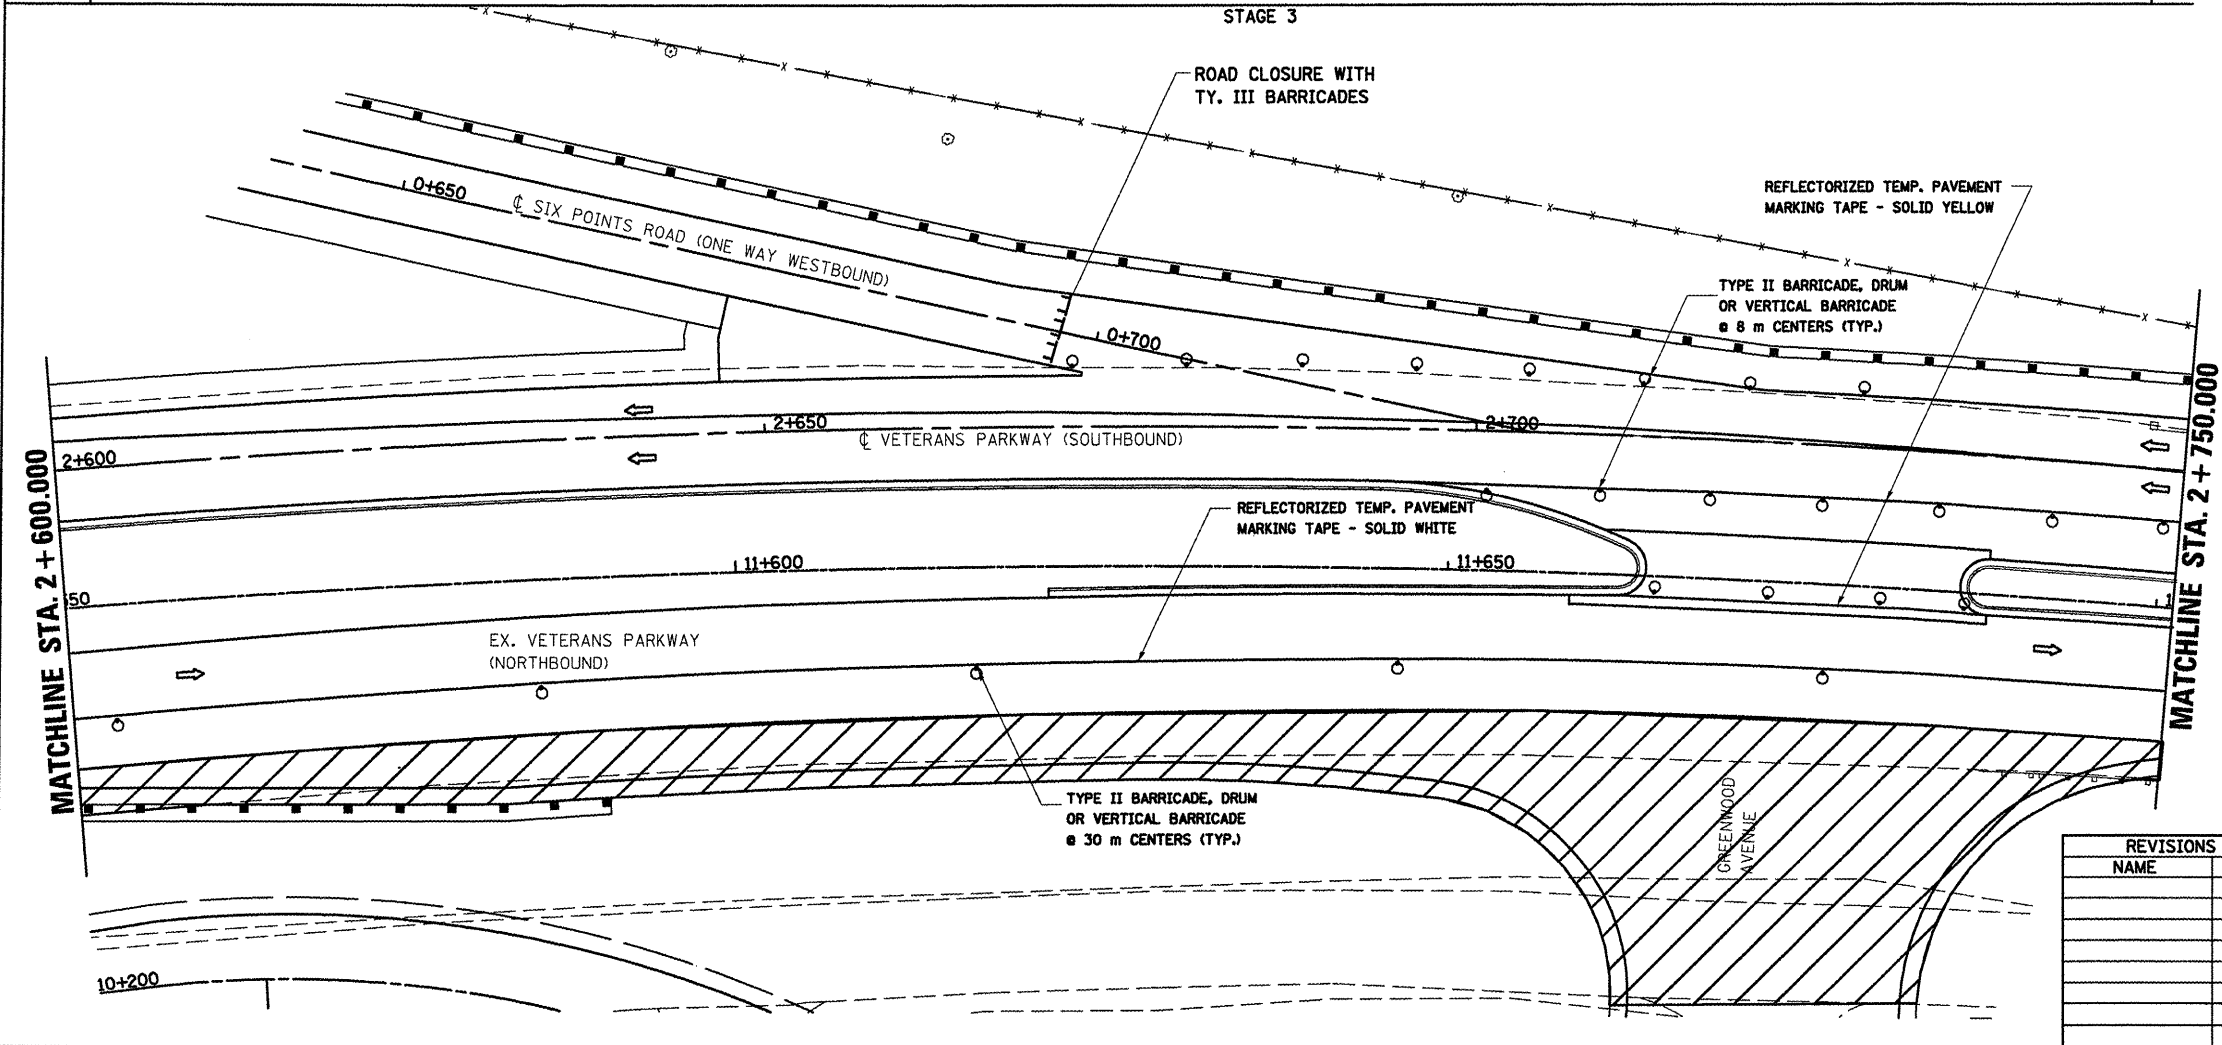 STAGE 3
ROAD CLOSURE WITH
TY. III BARRICADES
REFLECTORIZED TEMP. PAVEMENT
MARKING TAPE - SOLID YELLOW
0+650
℄ SIX POINTS ROAD (ONE WAY WESTBOUND)
TYPE II BARRICADE, DRUM
OR VERTICAL BARRICADE
@ 8 m CENTERS (TYP.)
0+700
2+600
2+650
2+700
℄ VETERANS PARKWAY (SOUTHBOUND)
MATCHLINE STA. 2+600.000
MATCHLINE STA. 2+750.000
REFLECTORIZED TEMP. PAVEMENT
MARKING TAPE - SOLID WHITE
11+600
11+650
50
1
EX. VETERANS PARKWAY
(NORTHBOUND)
TYPE II BARRICADE, DRUM
OR VERTICAL BARRICADE
@ 30 m CENTERS (TYP.)
GREENWOOD
AVENUE
REVISIONS
NAME
10+200